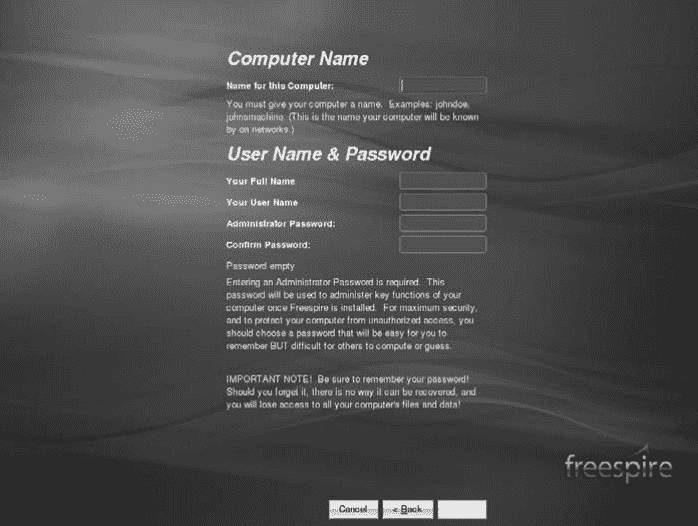 Computer Name
Name for this Computer:
You must give your computer a name. Examples: johndoe,
johnsmachine (This is the name your computer will be known
by on networks.)
User Name & Password
Your Full Name
Your User Name
Administrator Password:
Confirm Password:
Password empty
Entering an Administrator Password is required. This
password will be used to administer key functions of your
computer once Freespire is installed. For maximum security,
and to protect your computer from unauthorized access, you
should choose a password that will be easy for you to
remember BUT difficult for others to compute or guess.
IMPORTANT NOTE! Be sure to remember your password!
Should you forget it, there is no way it can be recovered, and
you will lose access to all your computer's files and data!
freespire
Cancel < Back